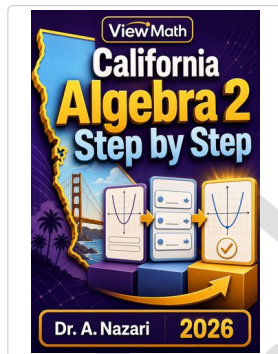 ViewMath
California
Algebra 2
Step by Step
Dr. A. Nazari
2026